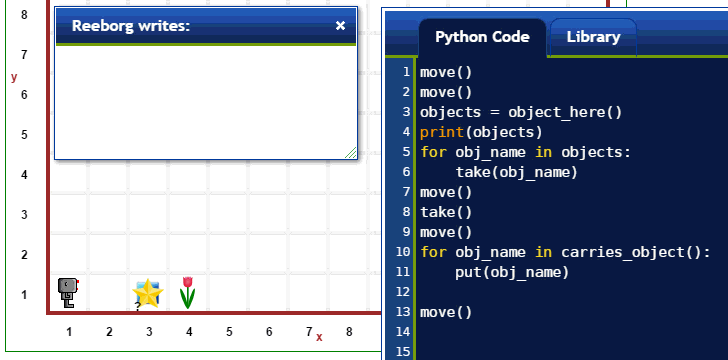 Reeborg writes: ×
8
7
y
6
5
4
3
2
1
?
1 2 3 4 5 6 7 x 8
Python Code Library
1 move()
2 move()
3 objects = object_here()
4 print(objects)
5 for obj_name in objects:
6     take(obj_name)
7 move()
8 take()
9 move()
10 for obj_name in carries_object():
11     put(obj_name)
12
13 move()
14
15